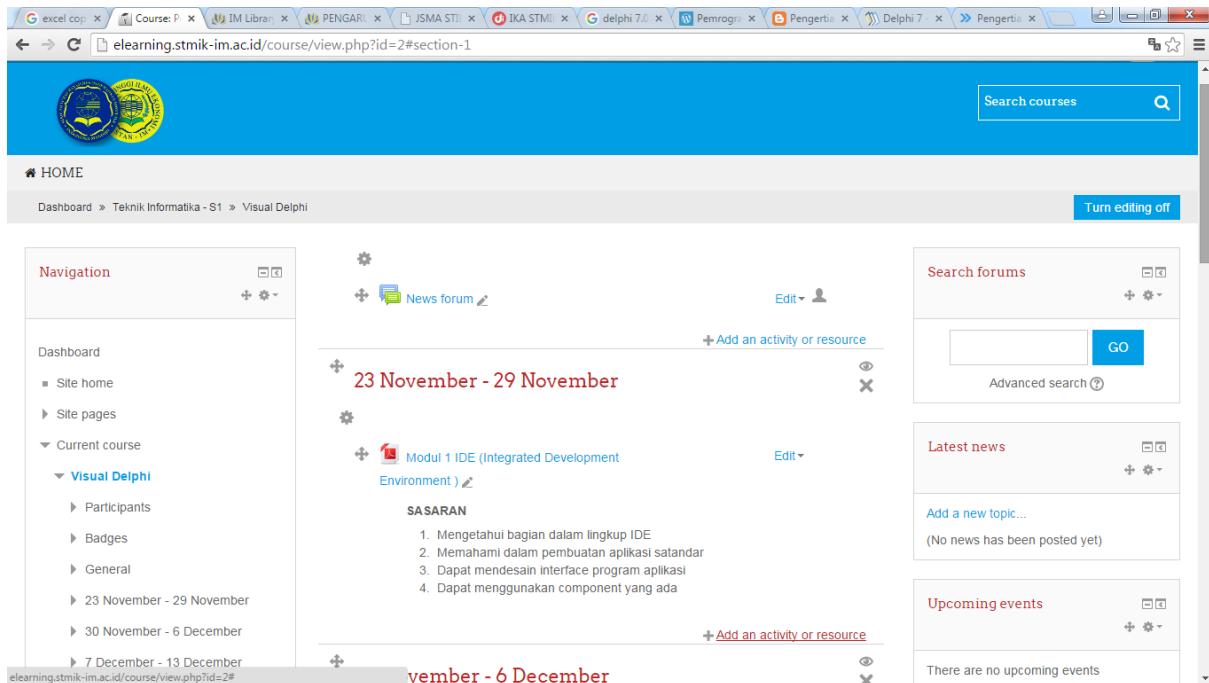 excel cop
Course: P
IM Library
PENGARU
JSMA STI
IKA STMI
delphi 7.0
Pemrogra
Pengertia
Delphi 7 -
Pengertia
elearning.stmik-im.ac.id/course/view.php?id=2#section-1
Search courses
HOME
Dashboard » Teknik Informatika - S1 » Visual Delphi
Turn editing off
Navigation
Dashboard
Site home
Site pages
Current course
Visual Delphi
Participants
Badges
General
23 November - 29 November
30 November - 6 December
7 December - 13 December
News forum
Edit
Add an activity or resource
23 November - 29 November
Modul 1 IDE (Integrated Development
Environment )
Edit
SASARAN
1. Mengetahui bagian dalam lingkup IDE
2. Memahami dalam pembuatan aplikasi satandar
3. Dapat mendesain interface program aplikasi
4. Dapat menggunakan component yang ada
Add an activity or resource
vember - 6 December
Search forums
GO
Advanced search
Latest news
Add a new topic...
(No news has been posted yet)
Upcoming events
There are no upcoming events
elearning.stmik-im.ac.id/course/view.php?id=2#